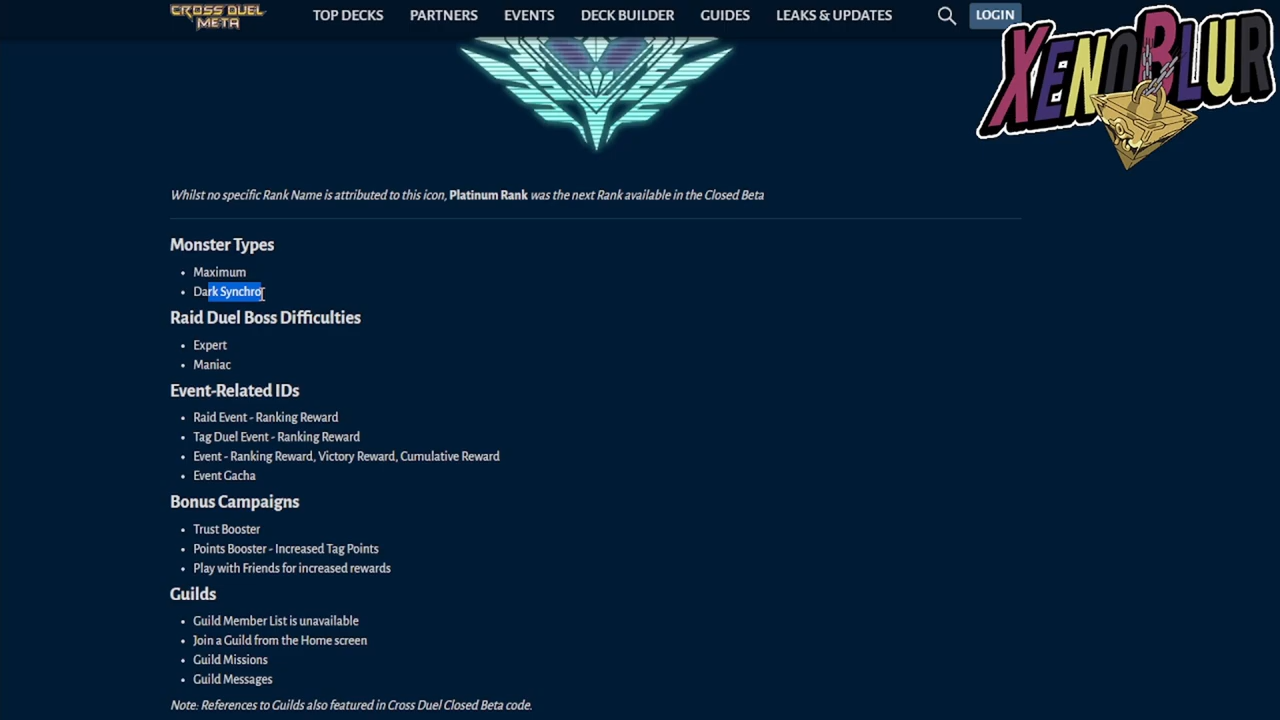 CROSS DUEL
META
TOP DECKS PARTNERS EVENTS DECK BUILDER GUIDES LEAKS & UPDATES LOGIN
XENOBLUR
Whilst no specific Rank Name is attributed to this icon, Platinum Rank was the next Rank available in the Closed Beta
Monster Types
• Maximum
• Dark Synchro
Raid Duel Boss Difficulties
• Expert
• Maniac
Event-Related IDs
• Raid Event - Ranking Reward
• Tag Duel Event - Ranking Reward
• Event - Ranking Reward, Victory Reward, Cumulative Reward
• Event Gacha
Bonus Campaigns
• Trust Booster
• Points Booster - Increased Tag Points
• Play with Friends for increased rewards
Guilds
• Guild Member List is unavailable
• Join a Guild from the Home screen
• Guild Missions
• Guild Messages
Note: References to Guilds also featured in Cross Duel Closed Beta code.